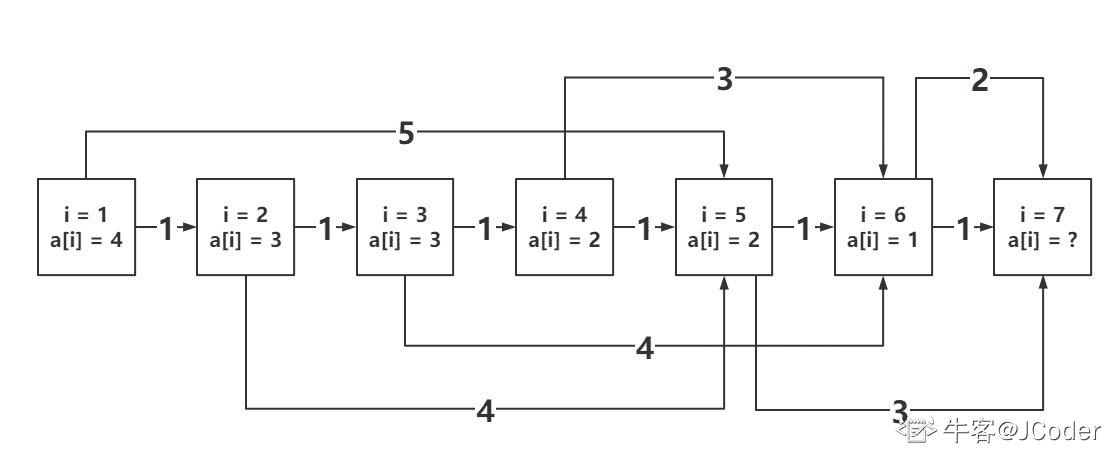 3
2
5
i = 1
a[i] = 4
1
i = 2
a[i] = 3
1
i = 3
a[i] = 3
1
i = 4
a[i] = 2
1
i = 5
a[i] = 2
1
i = 6
a[i] = 1
1
i = 7
a[i] = ?
4
4
3
牛客@JCoder